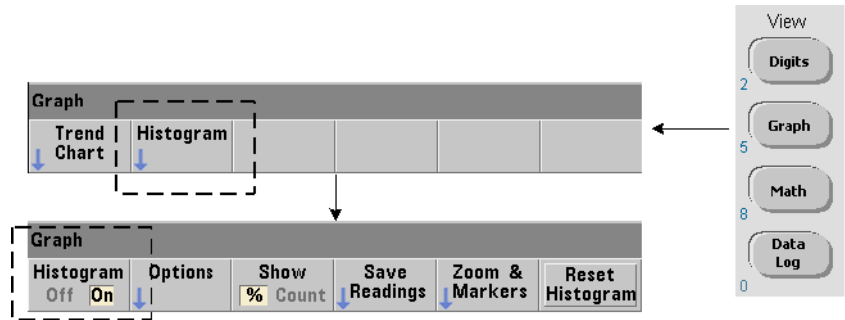 View
Digits
2
Graph
5
Math
8
Data
Log
0
Graph
Trend
Chart
Histogram
Graph
Histogram
Off On
Options
Show
% Count
Save
Readings
Zoom &
Markers
Reset
Histogram